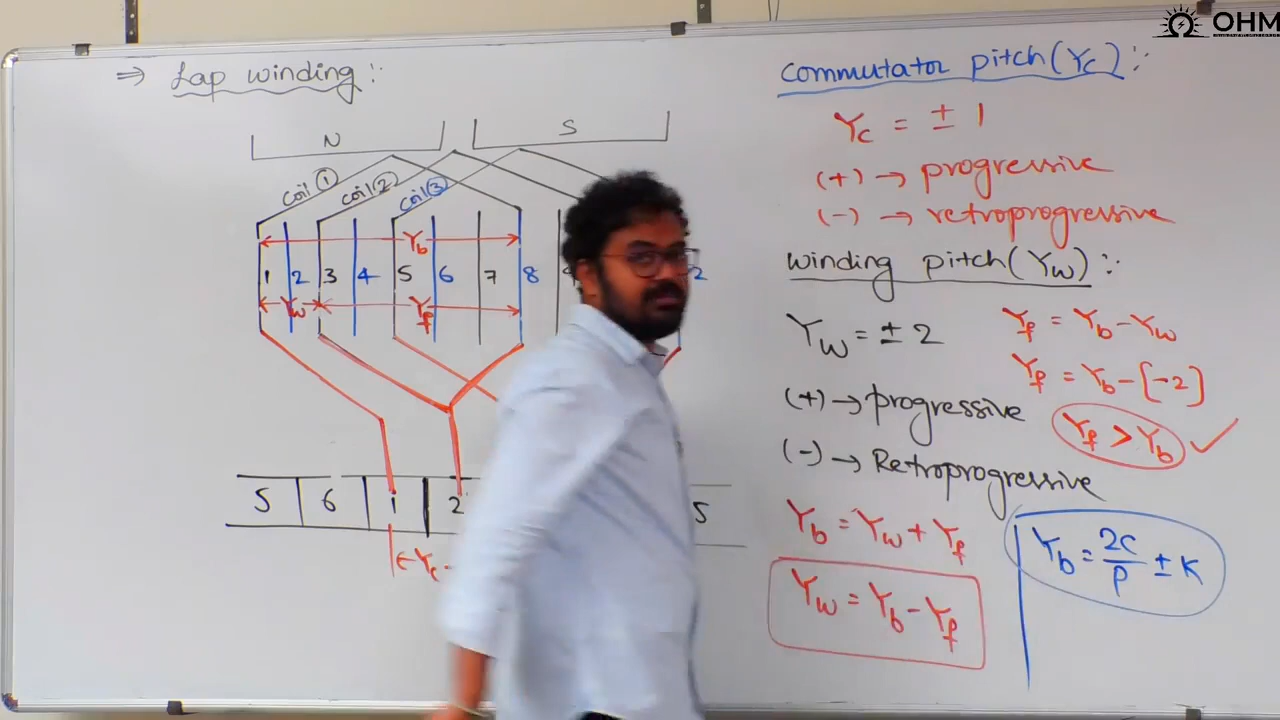 OHM
⇒ Lap winding :-
N
S
coil ①
coil ②
coil ③
Yb
1 2 3 4 5 6 7 8
2
Yw
Yf
5 6 1 2
5
Yc
Commutator pitch (Yc) :-
Yc = ± 1
(+) → progressive
(-) → retroprogressive
winding pitch (Yw) :-
Yw = ± 2
Yf = Yb - Yw
Yf = Yb - [-2]
(+) → progressive
Yf > Yb ✓
(-) → Retroprogressive
Yb = Yw + Yf
Yw = Yb - Yf
Yb = 2C/P ± K